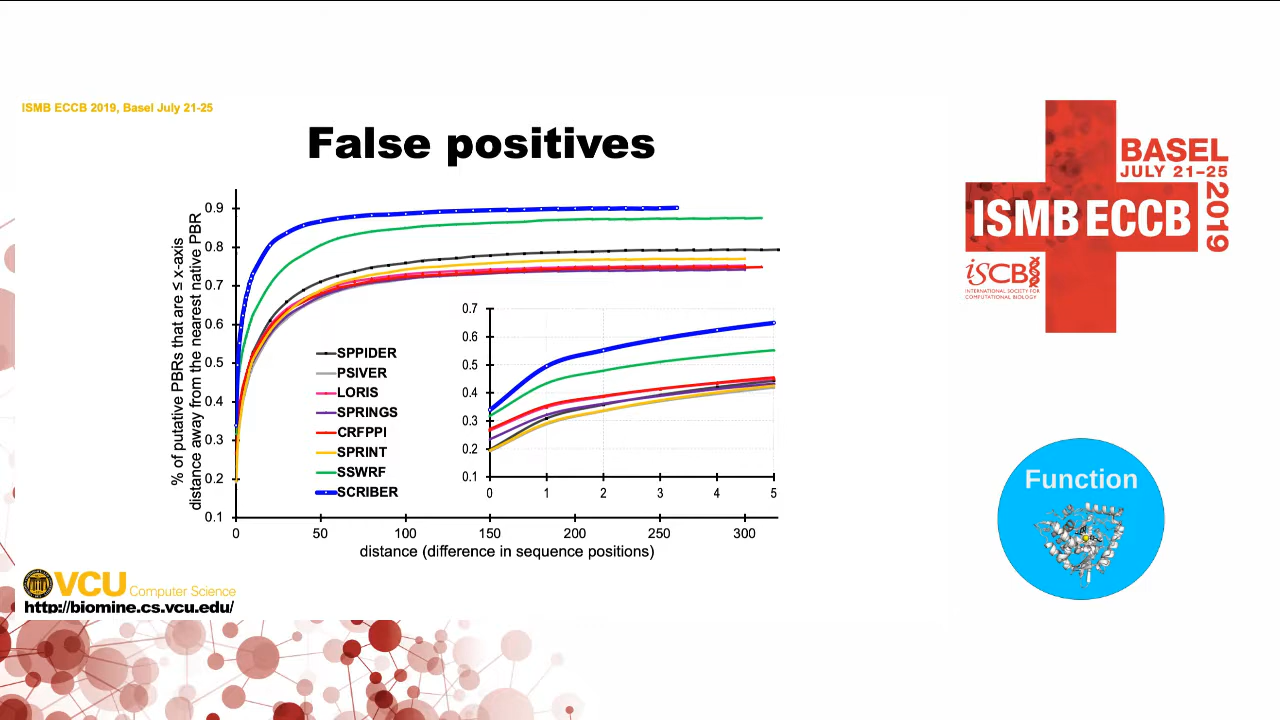 ISMB ECCB 2019, Basel July 21-25
False positives
% of putative PBRs that are ≤ x-axis
distance away from the nearest native PBR
0.9
0.8
0.7
0.6
0.5
0.4
0.3
0.2
0.1
0 50 100 150 200 250 300
distance (difference in sequence positions)
SPPIDER
PSIVER
LORIS
SPRINGS
CRFPPI
SPRINT
SSWRF
SCRIBER
0.7
0.6
0.5
0.4
0.3
0.2
0.1
0 1 2 3 4 5
VCU Computer Science
http://biomine.cs.vcu.edu/
BASEL
JULY 21–25
2019
ISMB ECCB
ISCB
INTERNATIONAL SOCIETY FOR
COMPUTATIONAL BIOLOGY
Function